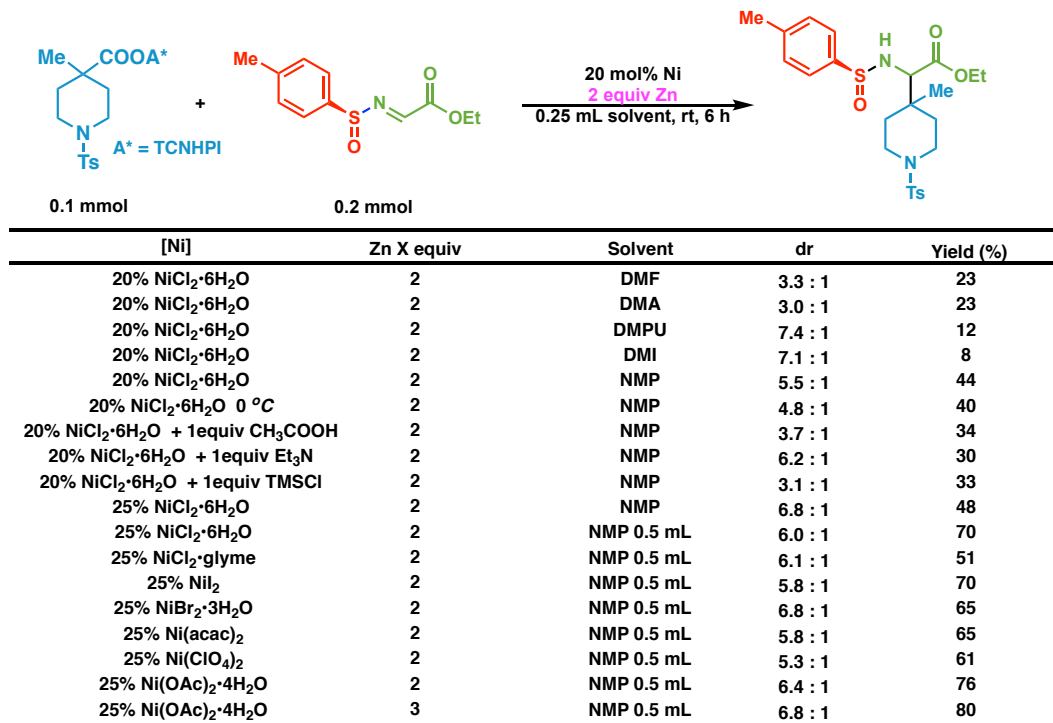 Me
COOA*
N
Ts
A* = TCNHPI
0.1 mmol
+
Me
S
O
N
O
OEt
0.2 mmol
20 mol% Ni
2 equiv Zn
0.25 mL solvent, rt, 6 h
Me
S
O
H
N
O
OEt
Me
N
Ts
[Ni] Zn X equiv Solvent dr Yield (%)
20% NiCl2•6H2O 2 DMF 3.3 : 1 23
20% NiCl2•6H2O 2 DMA 3.0 : 1 23
20% NiCl2•6H2O 2 DMPU 7.4 : 1 12
20% NiCl2•6H2O 2 DMI 7.1 : 1 8
20% NiCl2•6H2O 2 NMP 5.5 : 1 44
20% NiCl2•6H2O 0 °C 2 NMP 4.8 : 1 40
20% NiCl2•6H2O + 1equiv CH3COOH 2 NMP 3.7 : 1 34
20% NiCl2•6H2O + 1equiv Et3N 2 NMP 6.2 : 1 30
20% NiCl2•6H2O + 1equiv TMSCl 2 NMP 3.1 : 1 33
25% NiCl2•6H2O 2 NMP 6.8 : 1 48
25% NiCl2•6H2O 2 NMP 0.5 mL 6.0 : 1 70
25% NiCl2•glyme 2 NMP 0.5 mL 6.1 : 1 51
25% NiI2 2 NMP 0.5 mL 5.8 : 1 70
25% NiBr2•3H2O 2 NMP 0.5 mL 6.8 : 1 65
25% Ni(acac)2 2 NMP 0.5 mL 5.8 : 1 65
25% Ni(ClO4)2 2 NMP 0.5 mL 5.3 : 1 61
25% Ni(OAc)2•4H2O 2 NMP 0.5 mL 6.4 : 1 76
25% Ni(OAc)2•4H2O 3 NMP 0.5 mL 6.8 : 1 80